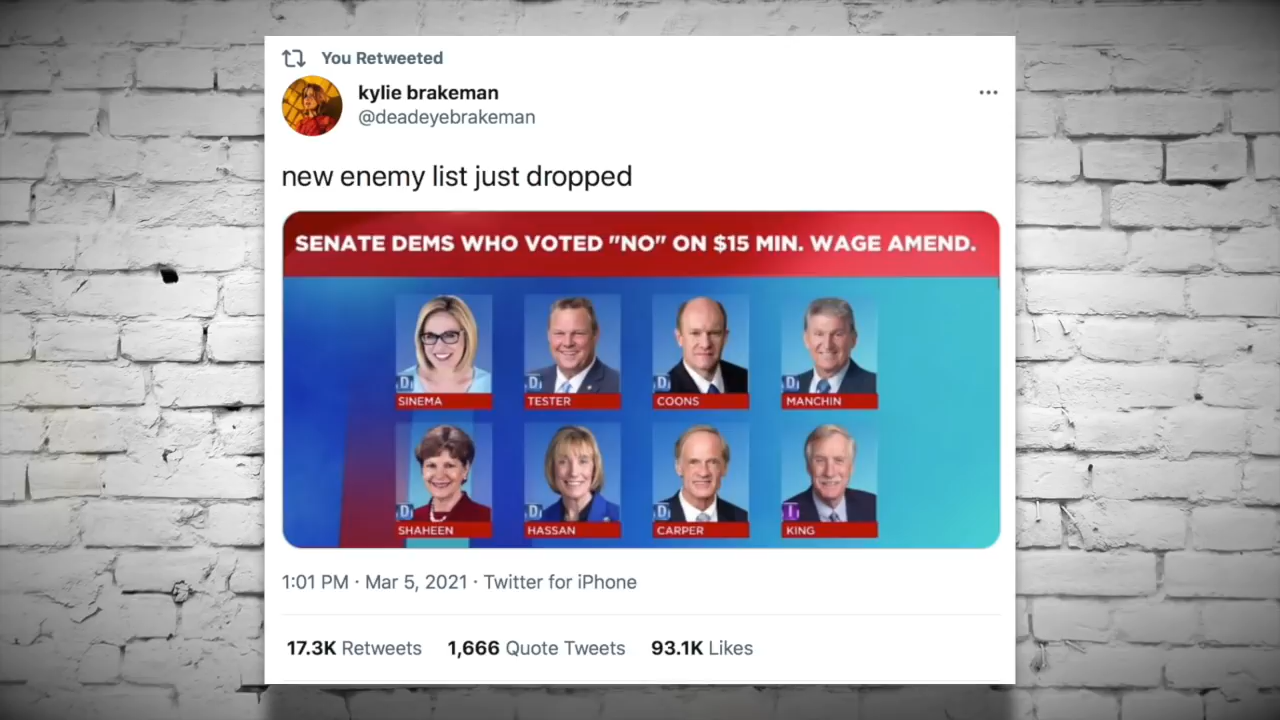 You Retweeted
kylie brakeman
@deadeyebrakeman
new enemy list just dropped
SENATE DEMS WHO VOTED "NO" ON $15 MIN. WAGE AMEND.
D D D D
SINEMA TESTER COONS MANCHIN
D D D I
SHAHEEN HASSAN CARPER KING
1:01 PM · Mar 5, 2021 · Twitter for iPhone
17.3K Retweets 1,666 Quote Tweets 93.1K Likes